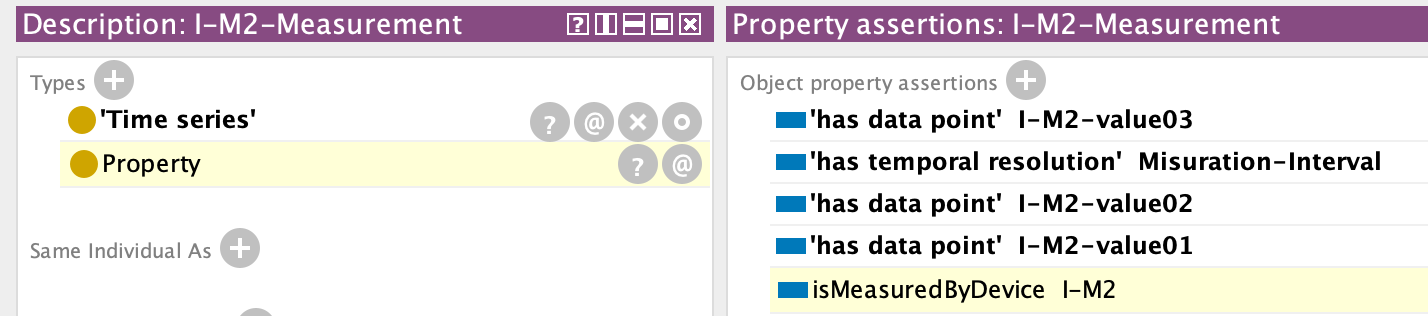 Description: I-M2-Measurement
Types
'Time series'
Property
Same Individual As
Property assertions: I-M2-Measurement
Object property assertions
'has data point' I-M2-value03
'has temporal resolution' Misuration-Interval
'has data point' I-M2-value02
'has data point' I-M2-value01
isMeasuredByDevice I-M2